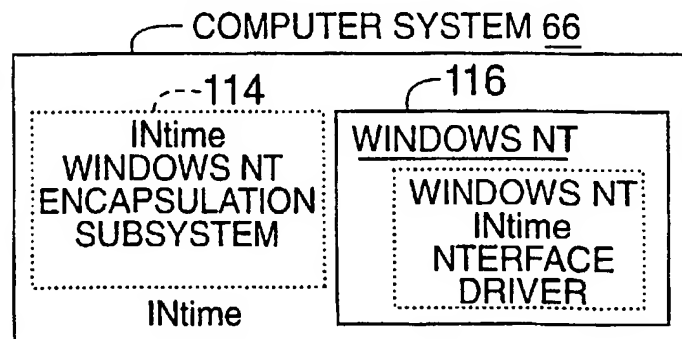 COMPUTER SYSTEM 66
114
116
INtime
WINDOWS NT
ENCAPSULATION
SUBSYSTEM
INtime
WINDOWS NT
WINDOWS NT
INtime
NTERFACE
DRIVER